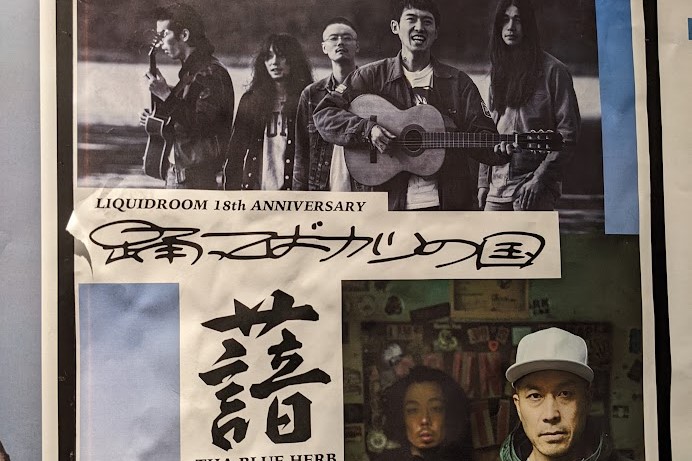 LIQUIDROOM 18th ANNIVERSARY
踊ってばかりの国
THA BLUE HERB